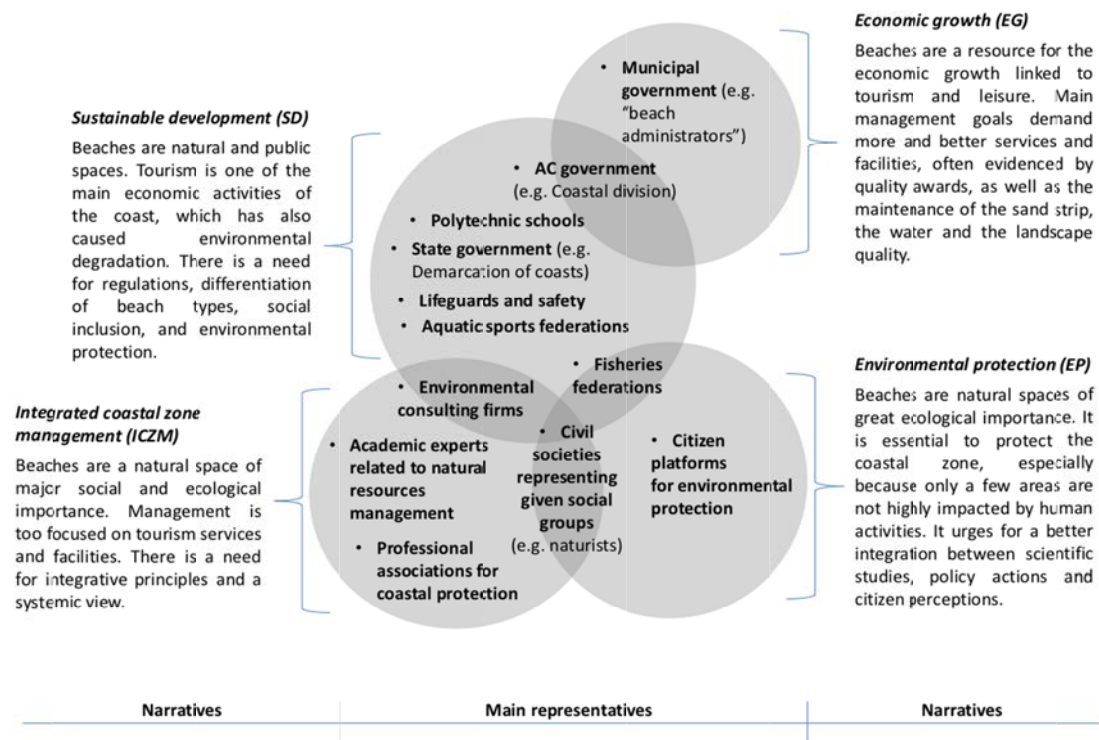 Economic growth (EG)
Beaches are a resource for the
economic growth linked to
tourism and leisure. Main
management goals demand
more and better services and
facilities, often evidenced by
quality awards, as well as the
maintenance of the sand strip,
the water and the landscape
quality.
Sustainable development (SD)
Beaches are natural and public
spaces. Tourism is one of the
main economic activities of
the coast, which has also
caused environmental
degradation. There is a need
for regulations, differentiation
of beach types, social
inclusion, and environmental
protection.
• Municipal
government (e.g.
“beach
administrators”)
• AC government
(e.g. Coastal division)
• Polytechnic schools
• State government (e.g.
Demarcation of coasts)
• Lifeguards and safety
• Aquatic sports federations
• Fisheries
federations
• Environmental
consulting firms
Integrated coastal zone
management (ICZM)
Beaches are a natural space of
major social and ecological
importance. Management is
too focused on tourism services
and facilities. There is a need
for integrative principles and a
systemic view.
• Academic experts
related to natural
resources
management
• Professional
associations for
coastal protection
• Civil
societies
representing
given social
groups
(e.g. naturists)
• Citizen
platforms
for environmental
protection
Environmental protection (EP)
Beaches are natural spaces of
great ecological importance. It
is essential to protect the
coastal zone, especially
because only a few areas are
not highly impacted by human
activities. It urges for a better
integration between scientific
studies, policy actions and
citizen perceptions.
Narratives
Main representatives
Narratives